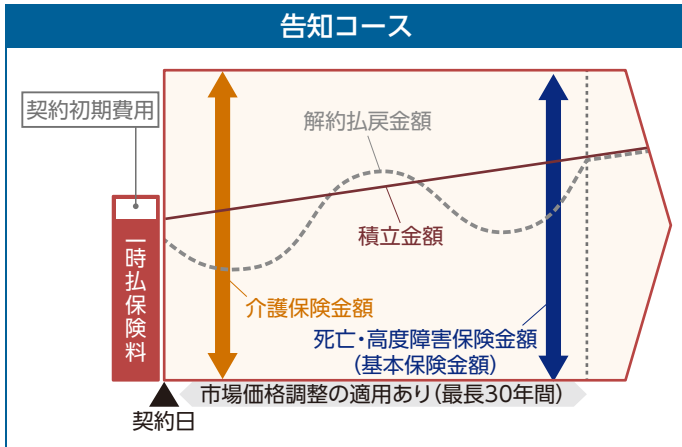 告知コース
契約初期費用
解約払戻金額
積立金額
一時払保険料
介護保険金額
死亡・高度障害保険金額
(基本保険金額)
市場価格調整の適用あり(最長30年間)
契約日